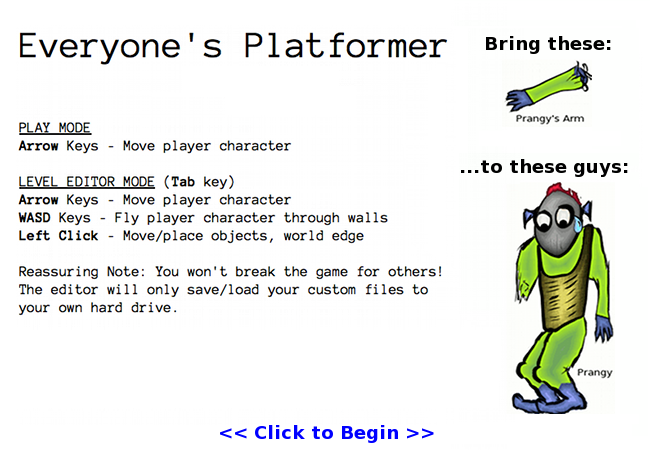 Everyone's Platformer
PLAY MODE
Arrow Keys - Move player character
LEVEL EDITOR MODE (Tab key)
Arrow Keys - Move player character
WASD Keys - Fly player character through walls
Left Click - Move/place objects, world edge
Reassuring Note: You won't break the game for others!
The editor will only save/load your custom files to
your own hard drive.
Bring these:
Prangy's Arm
...to these guys:
Prangy
<< Click to Begin >>